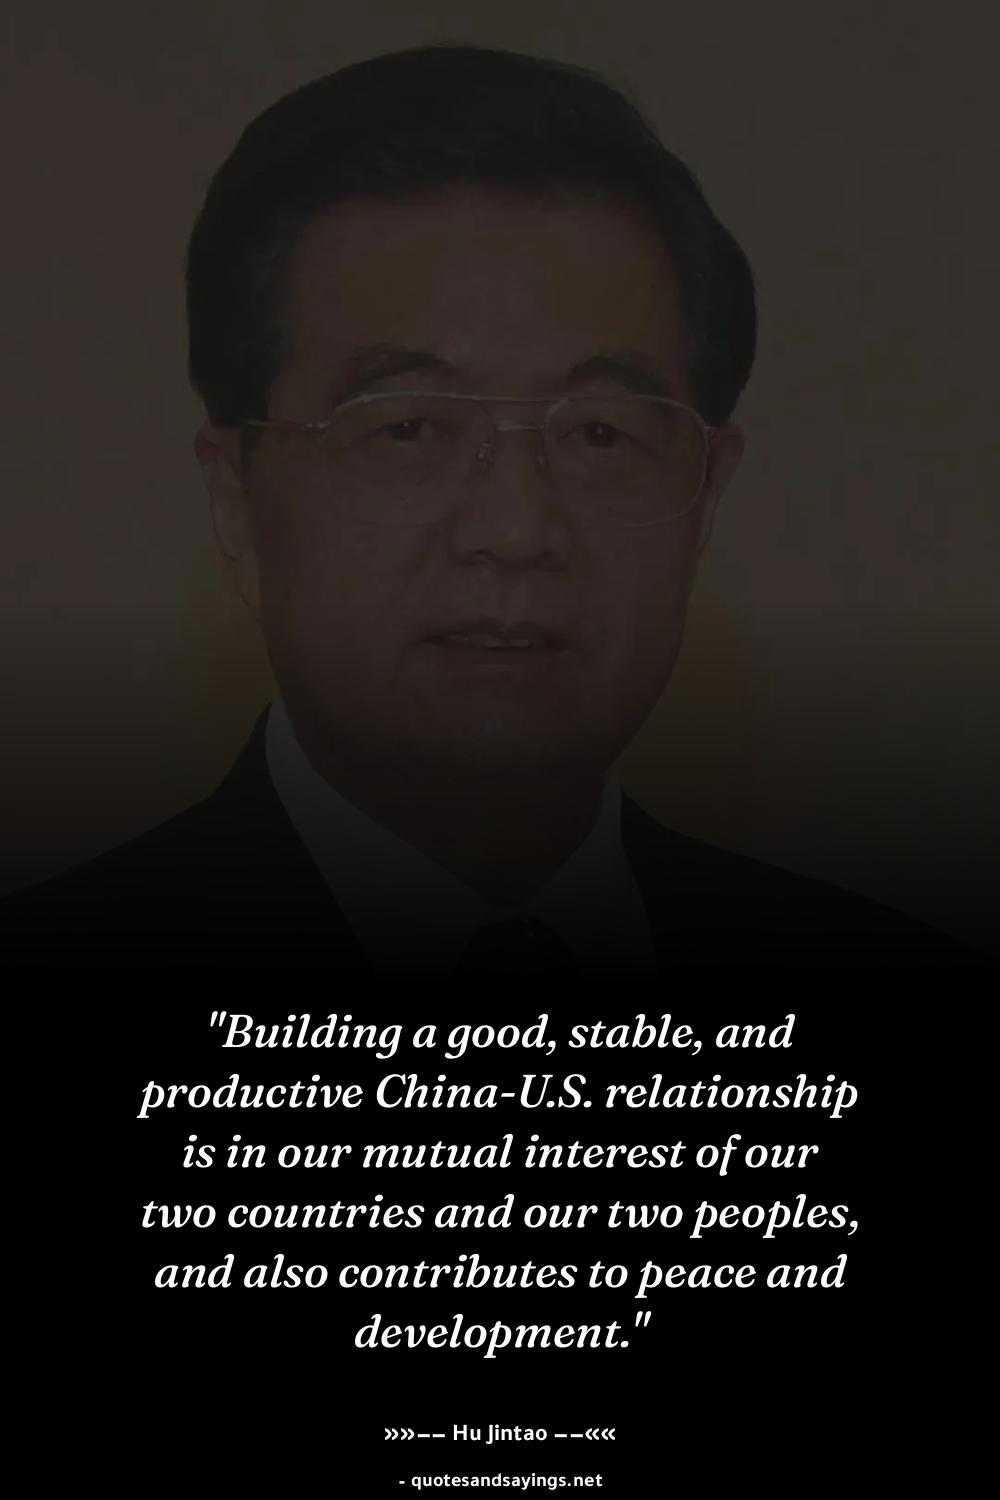 "Building a good, stable, and
productive China-U.S. relationship
is in our mutual interest of our
two countries and our two peoples,
and also contributes to peace and
development."
»»−− Hu Jintao −−««
- quotesandsayings.net